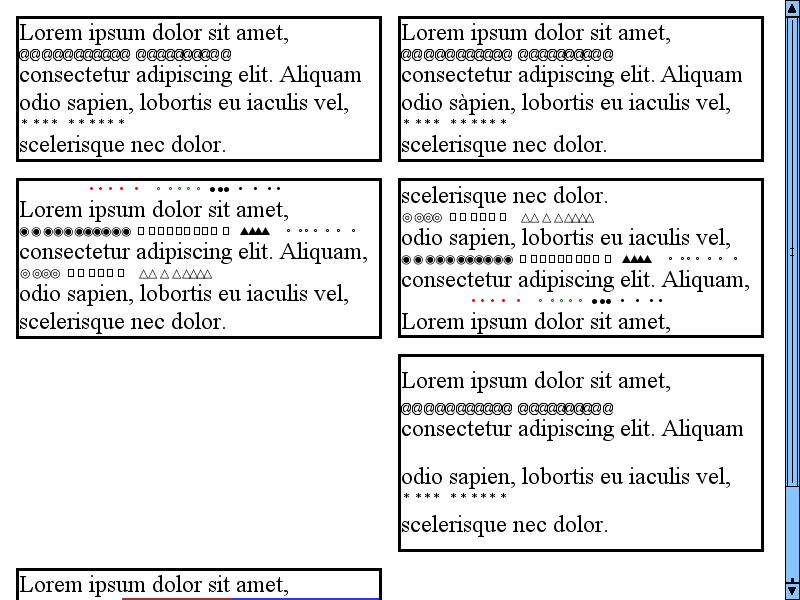 Lorem ipsum dolor sit amet,
consectetur adipiscing elit. Aliquam
odio sapien, lobortis eu iaculis vel,
scelerisque nec dolor.
Lorem ipsum dolor sit amet,
consectetur adipiscing elit. Aliquam
odio sàpien, lobortis eu iaculis vel,
scelerisque nec dolor.
Lorem ipsum dolor sit amet,
consectetur adipiscing elit. Aliquam,
odio sapien, lobortis eu iaculis vel,
scelerisque nec dolor.
scelerisque nec dolor.
odio sapien, lobortis eu iaculis vel,
consectetur adipiscing elit. Aliquam,
Lorem ipsum dolor sit amet,
Lorem ipsum dolor sit amet,
consectetur adipiscing elit. Aliquam
odio sapien, lobortis eu iaculis vel,
scelerisque nec dolor.
Lorem ipsum dolor sit amet,